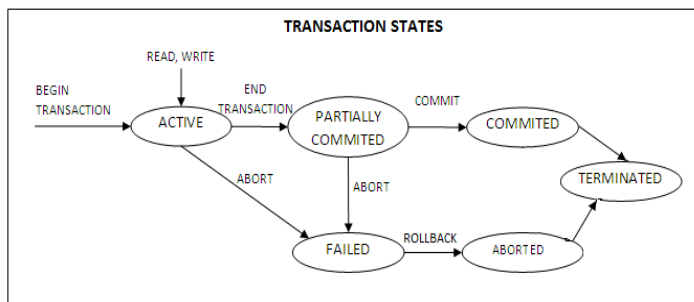 TRANSACTION STATES
READ, WRITE
BEGIN
TRANSACTION
END
TRANSACTION
ACTIVE
PARTIALLY
COMMITED
COMMIT
COMMITED
TERMINATED
ABORT
ABORT
FAILED
ROLLBACK
ABORTED